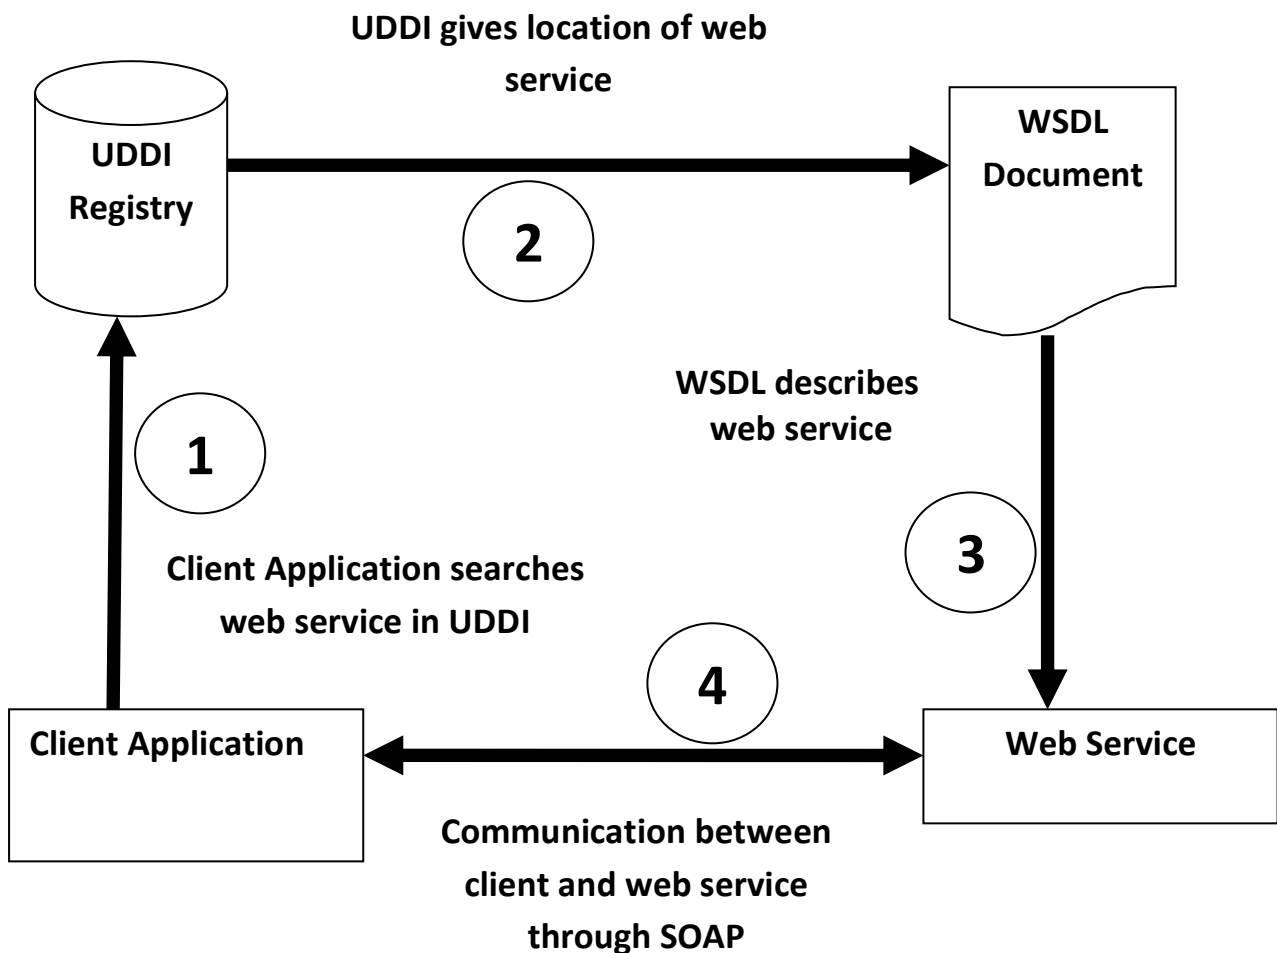 UDDI gives location of web
service
UDDI
Registry
WSDL
Document
2
WSDL describes
web service
1
3
Client Application searches
web service in UDDI
4
Client Application
Web Service
Communication between
client and web service
through SOAP